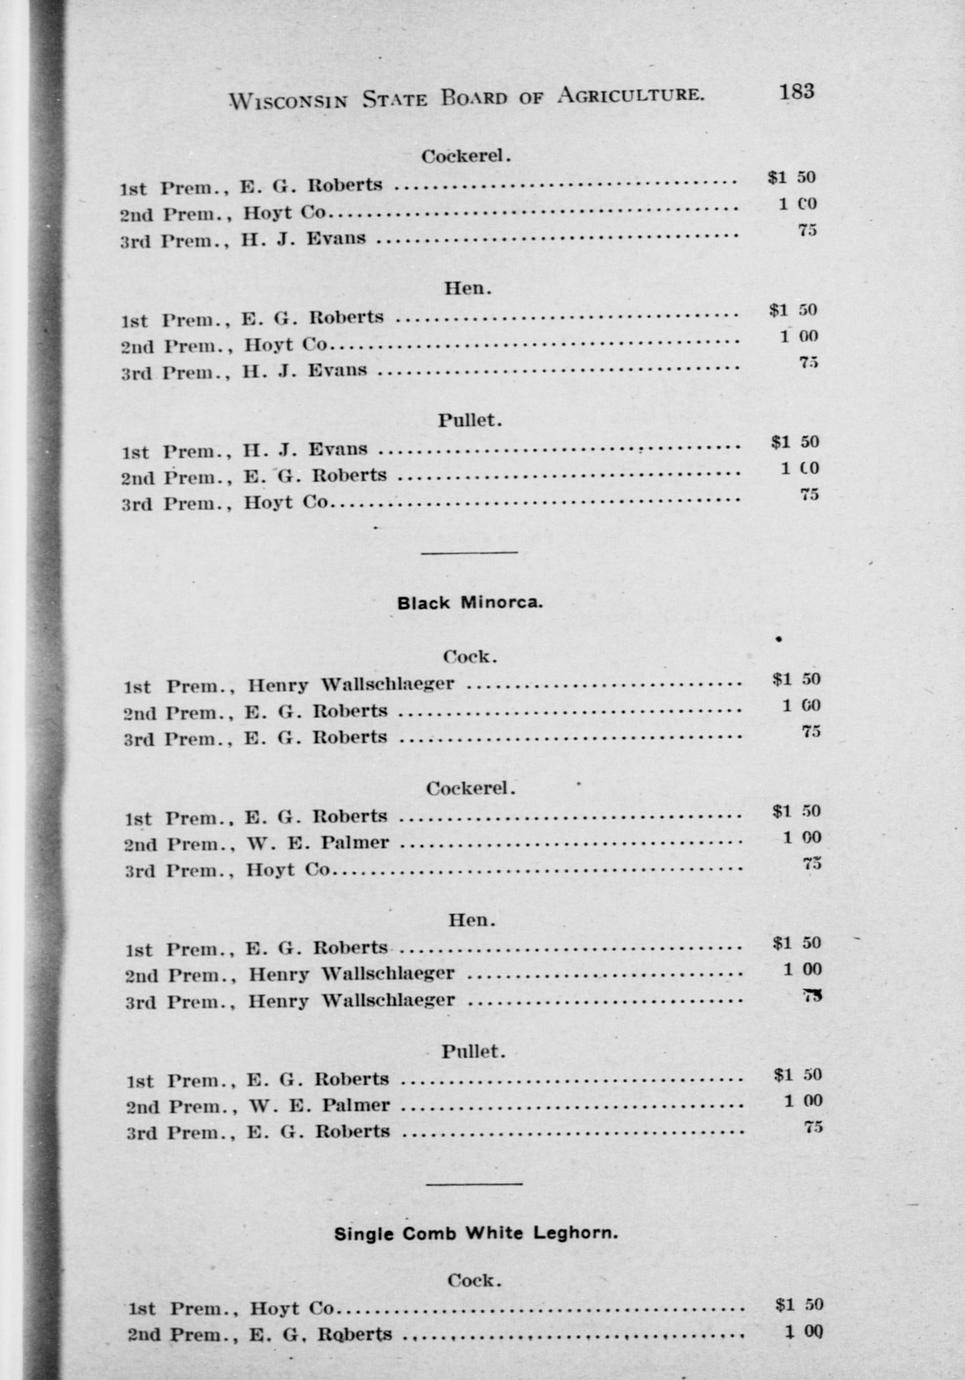 Wisconsin State Board of Agriculture. 183
Cockerel.
1st Prem., E. G. Roberts ........................................ $1 50
2nd Prem., Hoyt Co........................................ 1 00
3rd Prem., H. J. Evans ........................................ 75
Hen.
1st Prem., E. G. Roberts ........................................ $1 50
2nd Prem., Hoyt Co........................................ 1 00
3rd Prem., H. J. Evans ........................................ 75
Pullet.
1st Prem., H. J. Evans ........................................ $1 50
2nd Prem., E. G. Roberts ........................................ 1 00
3rd Prem., Hoyt Co........................................ 75
Black Minorca.
Cock.
1st Prem., Henry Wallschlaeger ........................................ $1 50
2nd Prem., E. G. Roberts ........................................ 1 00
3rd Prem., E. G. Roberts ........................................ 75
Cockerel.
1st Prem., E. G. Roberts ........................................ $1 50
2nd Prem., W. E. Palmer ........................................ 1 00
3rd Prem., Hoyt Co........................................ 75
Hen.
1st Prem., E. G. Roberts ........................................ $1 50
2nd Prem., Henry Wallschlaeger ........................................ 1 00
3rd Prem., Henry Wallschlaeger ........................................ 75
Pullet.
1st Prem., E. G. Roberts ........................................ $1 50
2nd Prem., W. E. Palmer ........................................ 1 00
3rd Prem., E. G. Roberts ........................................ 75
Single Comb White Leghorn.
Cock.
1st Prem., Hoyt Co........................................ $1 50
2nd Prem., E. G. Roberts ........................................ 1 00